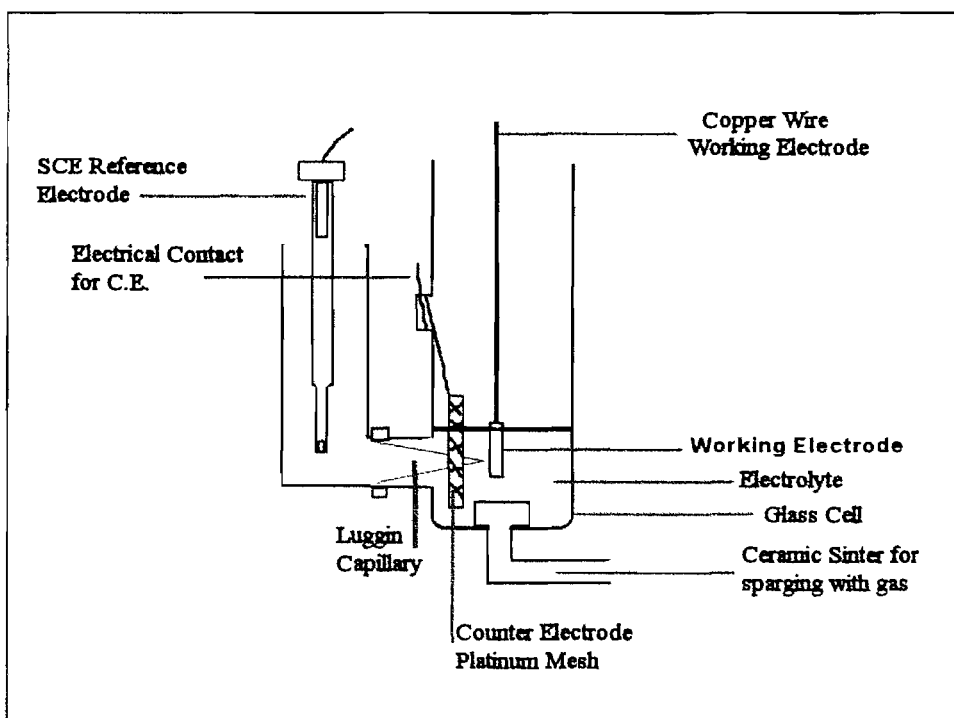 Copper Wire
Working Electrode
SCE Reference
Electrode
Electrical Contact
for C.E.
Working Electrode
Electrolyte
Glass Cell
Luggin
Capillary
Ceramic Sinter for
sparging with gas
Counter Electrode
Platinum Mesh